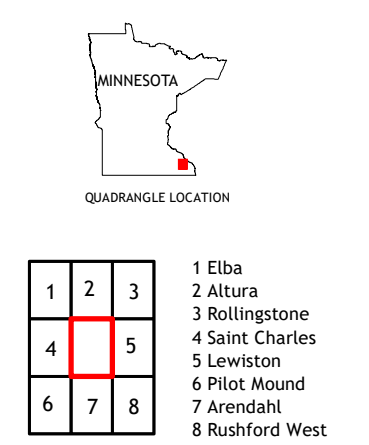 MINNESOTA
QUADRANGLE LOCATION
1 2 3
4 5
6 7 8
1 Elba
2 Altura
3 Rollingstone
4 Saint Charles
5 Lewiston
6 Pilot Mound
7 Arendahl
8 Rushford West